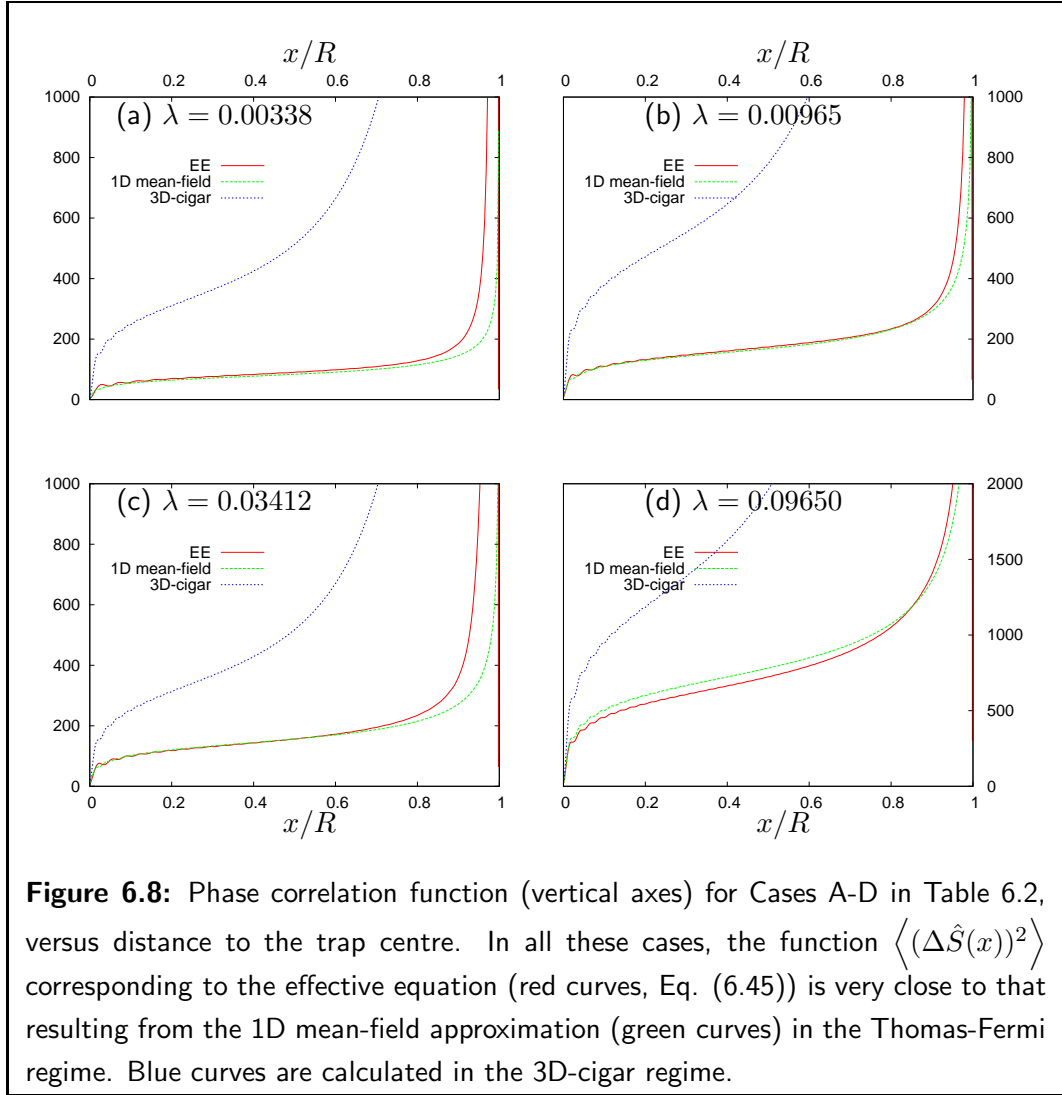 x/R
x/R
0 0.2 0.4 0.6 0.8 1
0 0.2 0.4 0.6 0.8 1
1000
800
600
400
200
0
(a) λ = 0.00338
EE
1D mean-field
3D-cigar
(b) λ = 0.00965
EE
1D mean-field
3D-cigar
1000
800
600
400
200
0
1000
800
600
400
200
0
(c) λ = 0.03412
EE
1D mean-field
3D-cigar
(d) λ = 0.09650
EE
1D mean-field
3D-cigar
2000
1500
1000
500
0
0 0.2 0.4 0.6 0.8 1
0 0.2 0.4 0.6 0.8 1
x/R
x/R
Figure 6.8: Phase correlation function (vertical axes) for Cases A-D in Table 6.2,
versus distance to the trap centre. In all these cases, the function ⟨(ΔŜ(x))²⟩
corresponding to the effective equation (red curves, Eq. (6.45)) is very close to that
resulting from the 1D mean-field approximation (green curves) in the Thomas-Fermi
regime. Blue curves are calculated in the 3D-cigar regime.